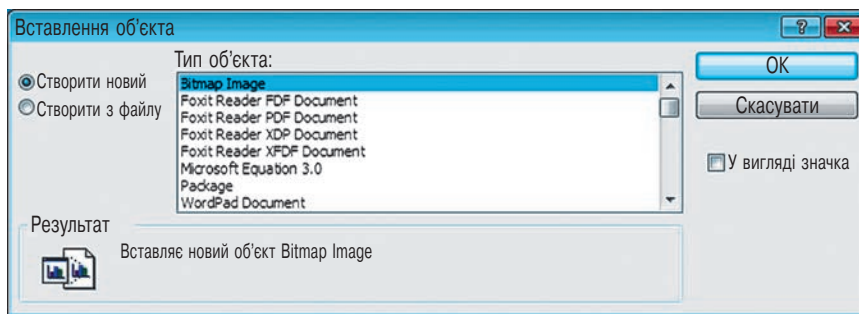 Вставлення об'єкта
Тип об'єкта:
Створити новий
Створити з файлу
Bitmap Image
Foxit Reader FDF Document
Foxit Reader PDF Document
Foxit Reader XDP Document
Foxit Reader XFDF Document
Microsoft Equation 3.0
Package
WordPad Document
OK
Скасувати
У вигляді значка
Результат
Вставляє новий об'єкт Bitmap Image